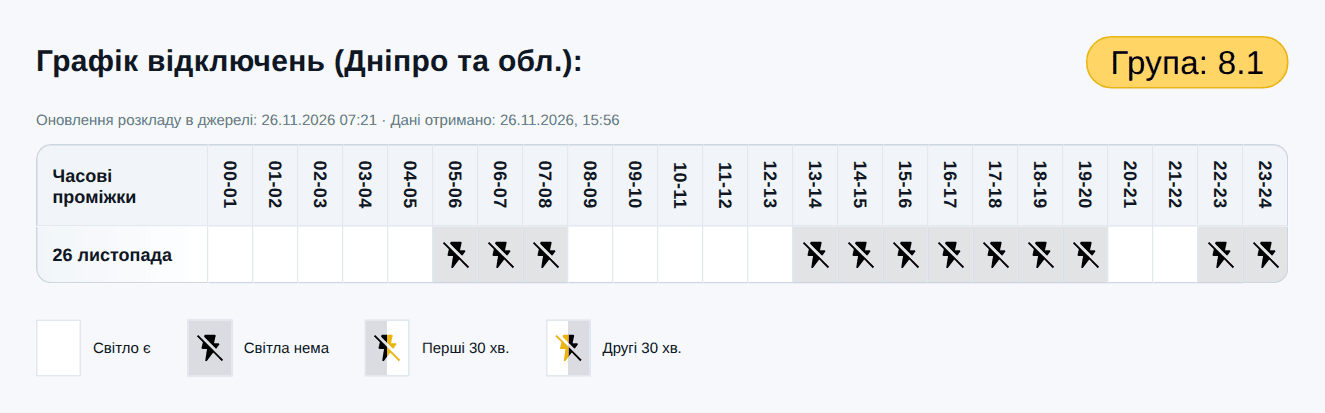 Графік відключень (Дніпро та обл.):
Група: 8.1
Оновлення розкладу в джерелі: 26.11.2026 07:21 · Дані отримано: 26.11.2026, 15:56
Часові
проміжки
00-01
01-02
02-03
03-04
04-05
05-06
06-07
07-08
08-09
09-10
10-11
11-12
12-13
13-14
14-15
15-16
16-17
17-18
18-19
19-20
20-21
21-22
22-23
23-24
26 листопада
Світло є
Світла нема
Перші 30 хв.
Другі 30 хв.